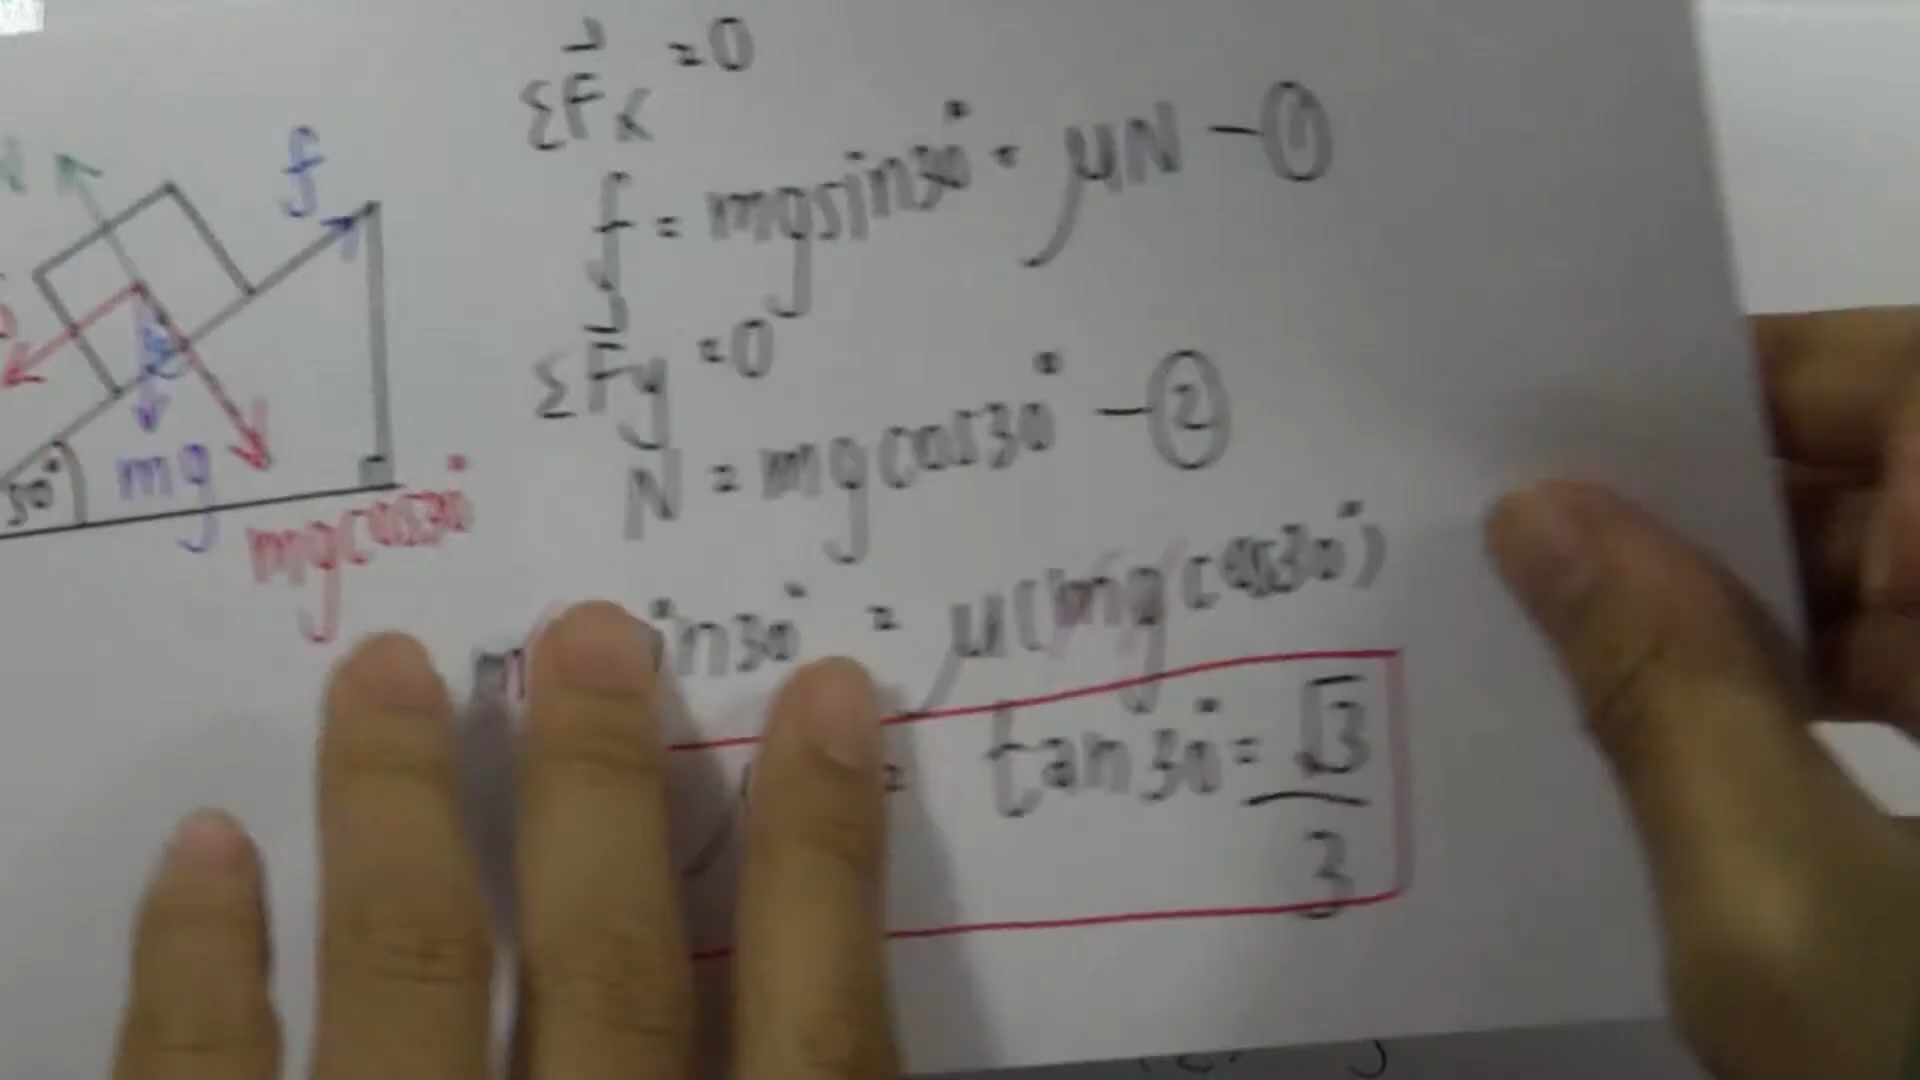 ΣF⃗x = 0
f = mgsin30° = μN -①
ΣF⃗y = 0
N = mgcos30° -②
in30° = μ(mgcos30°)
= tan30° = √3/3
N
f
30°
mg
mgcos30°